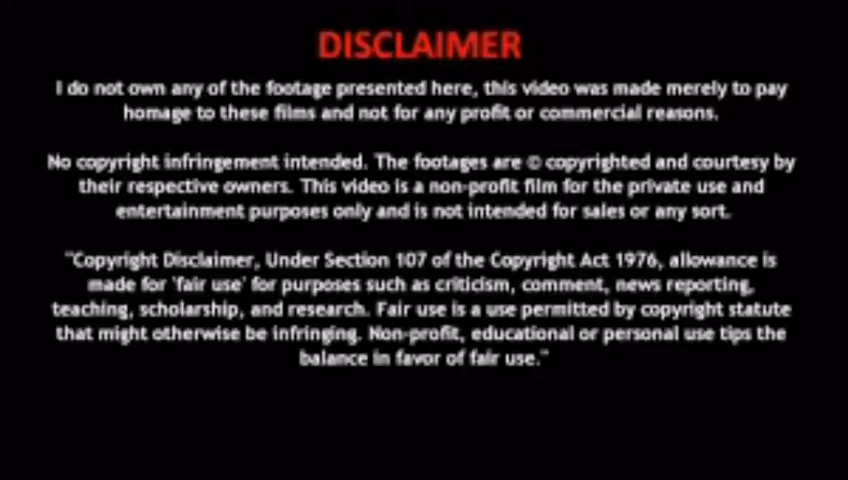 DISCLAIMER
I do not own any of the footage presented here, this video was made merely to pay
homage to these films and not for any profit or commercial reasons.
No copyright infringement intended. The footages are © copyrighted and courtesy by
their respective owners. This video is a non-profit film for the private use and
entertainment purposes only and is not intended for sales or any sort.
"Copyright Disclaimer, Under Section 107 of the Copyright Act 1976, allowance is
made for 'fair use' for purposes such as criticism, comment, news reporting,
teaching, scholarship, and research. Fair use is a use permitted by copyright statute
that might otherwise be infringing. Non-profit, educational or personal use tips the
balance in favor of fair use."